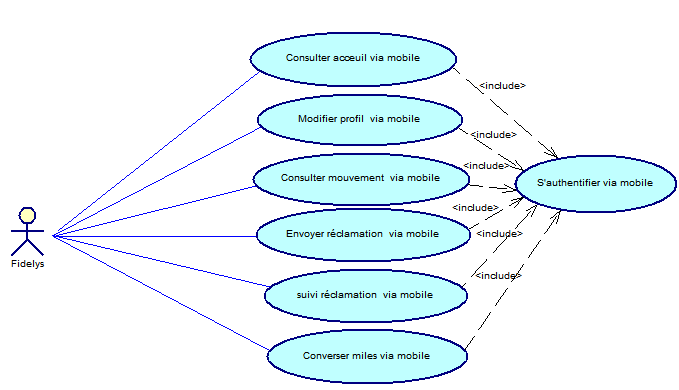 Consulter acceuil via mobile
<include>
Modifier profil via mobile
<include>
<include>
Consulter mouvement via mobile
S'authentifier via mobile
<include>
Envoyer réclamation via mobile
<include>
Fidelys
<include>
suivi réclamation via mobile
Converser miles via mobile